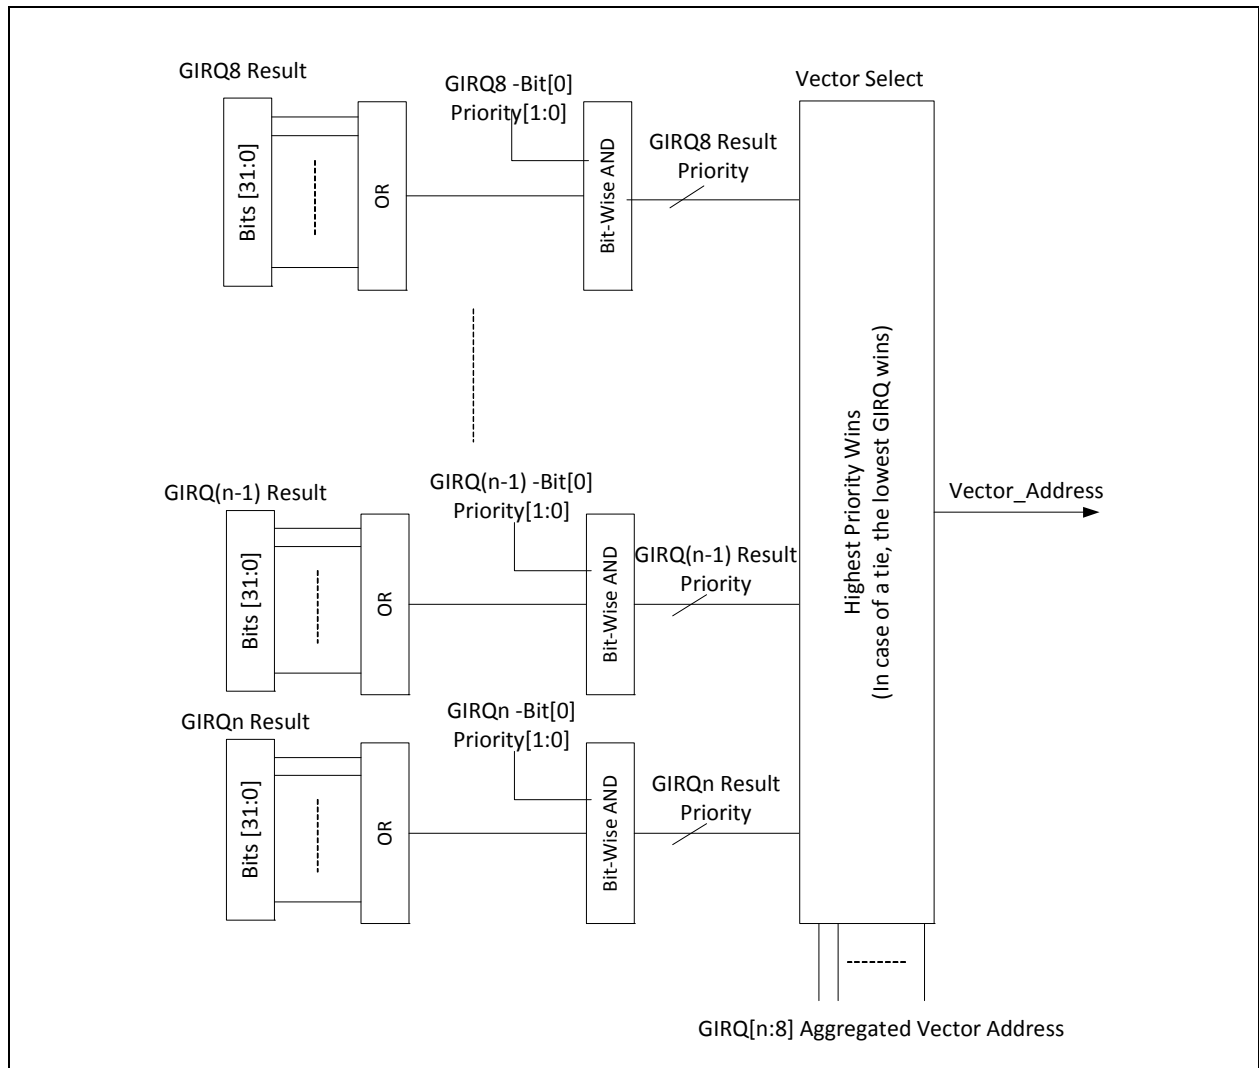 GIRQ8 Result
Bits [31:0]
OR
GIRQ8 -Bit[0]
Priority[1:0]
Bit-Wise AND
GIRQ8 Result
Priority
Vector Select
GIRQ(n-1) Result
Bits [31:0]
OR
GIRQ(n-1) -Bit[0]
Priority[1:0]
Bit-Wise AND
GIRQ(n-1) Result
Priority
GIRQn Result
Bits [31:0]
OR
GIRQn -Bit[0]
Priority[1:0]
Bit-Wise AND
GIRQn Result
Priority
Highest Priority Wins
(In case of a tie, the lowest GIRQ wins)
Vector_Address
GIRQ[n:8] Aggregated Vector Address